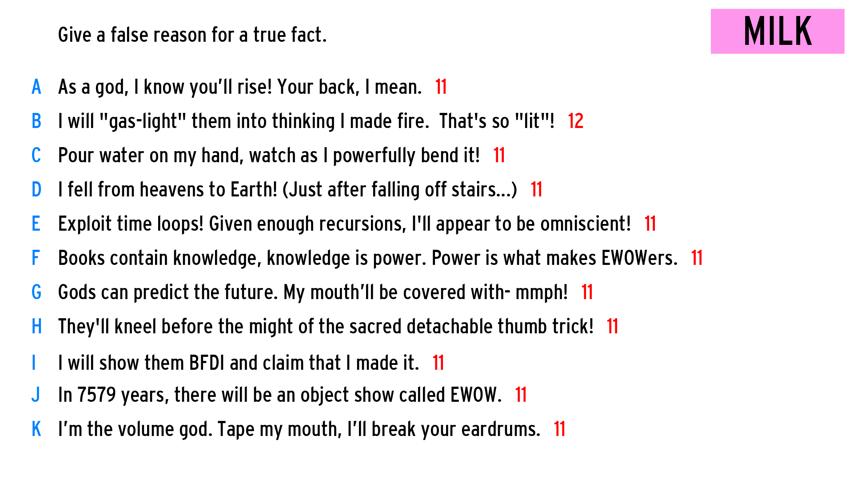 Give a false reason for a true fact.
MILK
A As a god, I know you'll rise! Your back, I mean. 11
B I will "gas-light" them into thinking I made fire.  That's so "lit"! 12
C Pour water on my hand, watch as I powerfully bend it! 11
D I fell from heavens to Earth! (Just after falling off stairs...) 11
E Exploit time loops! Given enough recursions, I'll appear to be omniscient! 11
F Books contain knowledge, knowledge is power. Power is what makes EWOWers. 11
G Gods can predict the future. My mouth'll be covered with- mmph! 11
H They'll kneel before the might of the sacred detachable thumb trick! 11
I I will show them BFDI and claim that I made it. 11
J In 7579 years, there will be an object show called EWOW. 11
K I'm the volume god. Tape my mouth, I'll break your eardrums. 11